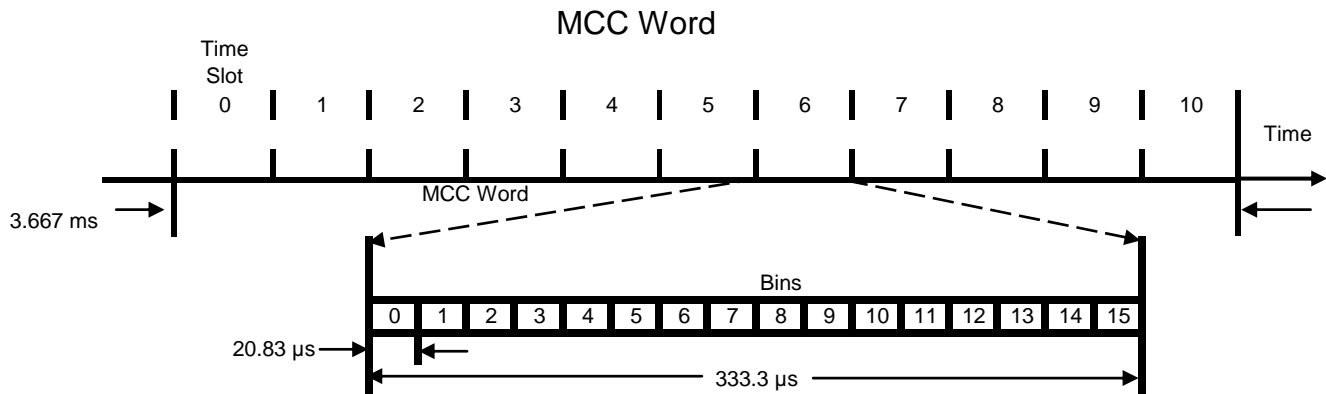 MCC Word
Time
Slot
0 1 2 3 4 5 6 7 8 9 10
Time
MCC Word
3.667 ms
Bins
0 1 2 3 4 5 6 7 8 9 10 11 12 13 14 15
20.83 µs
333.3 µs